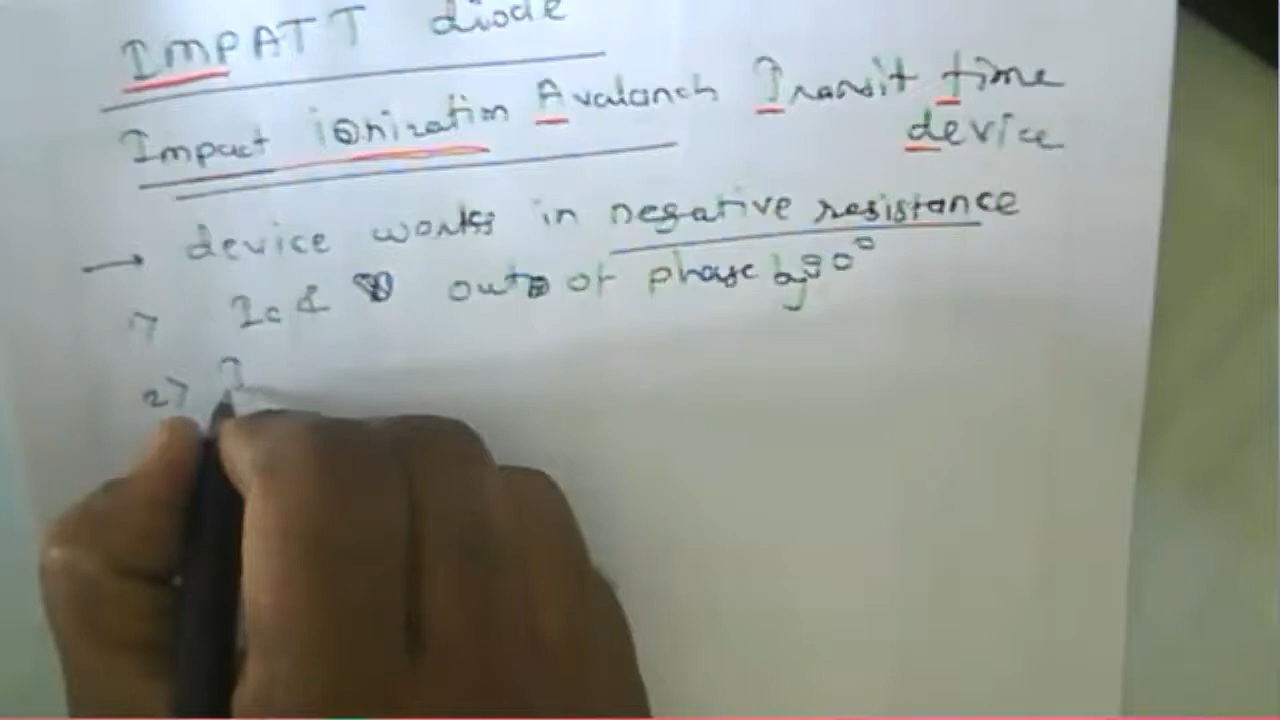 IMPATT diode
Impact ionization Avalanch Transit time
device
→ device works in negative resistance
1) Ic & V out of phase by 90°
2) I